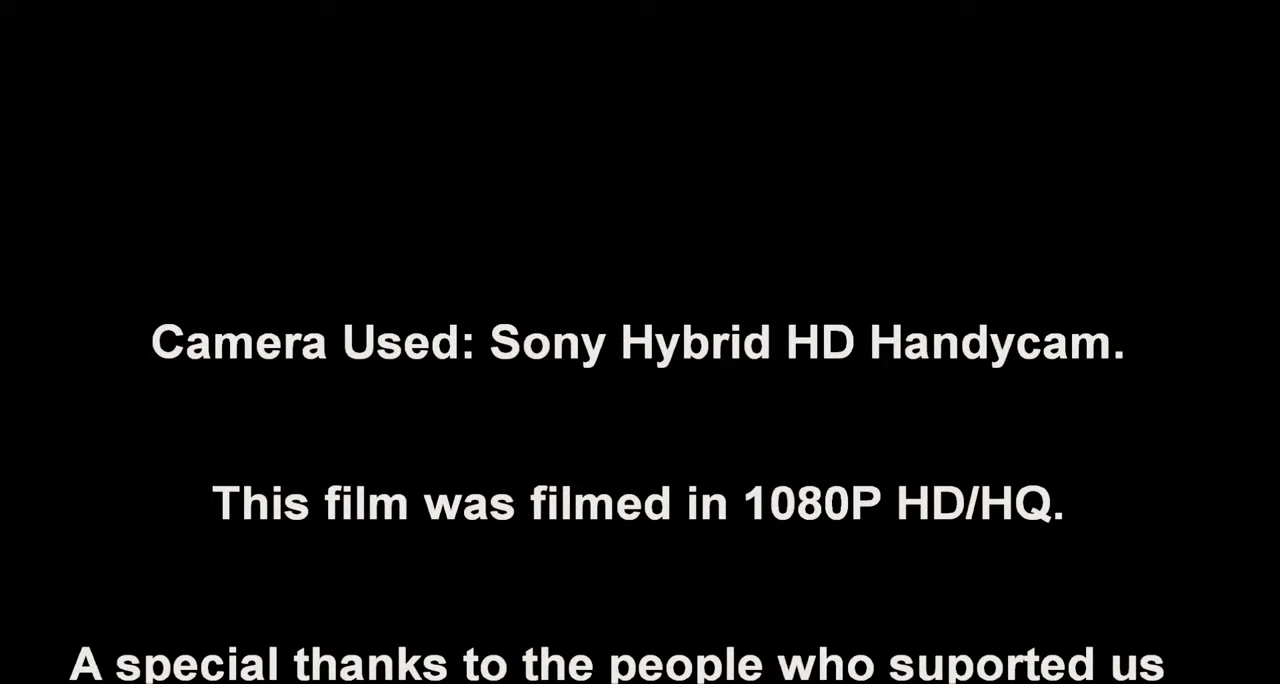 Camera Used: Sony Hybrid HD Handycam.
This film was filmed in 1080P HD/HQ.
A special thanks to the people who suported us